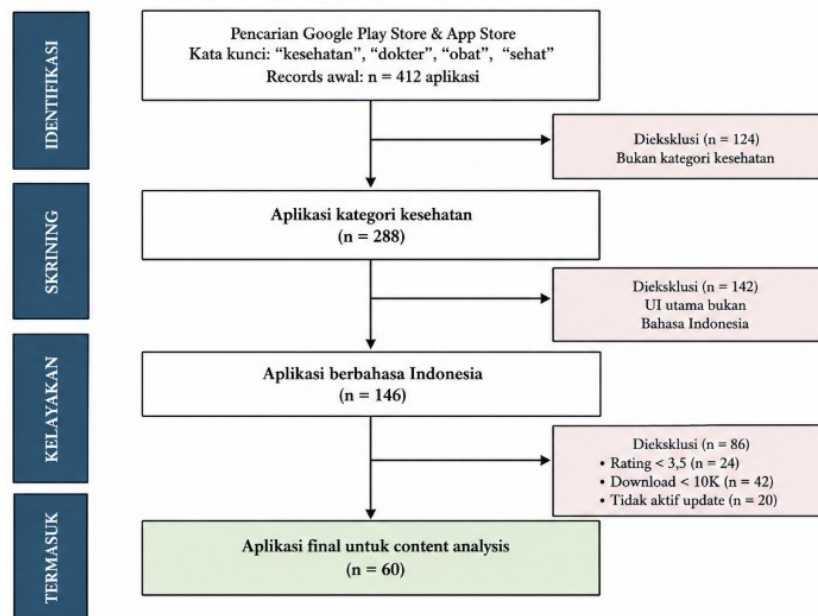 IDENTIFIKASI
Pencarian Google Play Store & App Store
Kata kunci: “kesehatan”, “dokter”, “obat”, “sehat”
Records awal: n = 412 aplikasi
Dieksklusi (n = 124)
Bukan kategori kesehatan
SKRINING
Aplikasi kategori kesehatan
(n = 288)
Dieksklusi (n = 142)
UI utama bukan
Bahasa Indonesia
KELAYAKAN
Aplikasi berbahasa Indonesia
(n = 146)
Dieksklusi (n = 86)
• Rating < 3,5 (n = 24)
• Download < 10K (n = 42)
• Tidak aktif update (n = 20)
TERMASUK
Aplikasi final untuk content analysis
(n = 60)